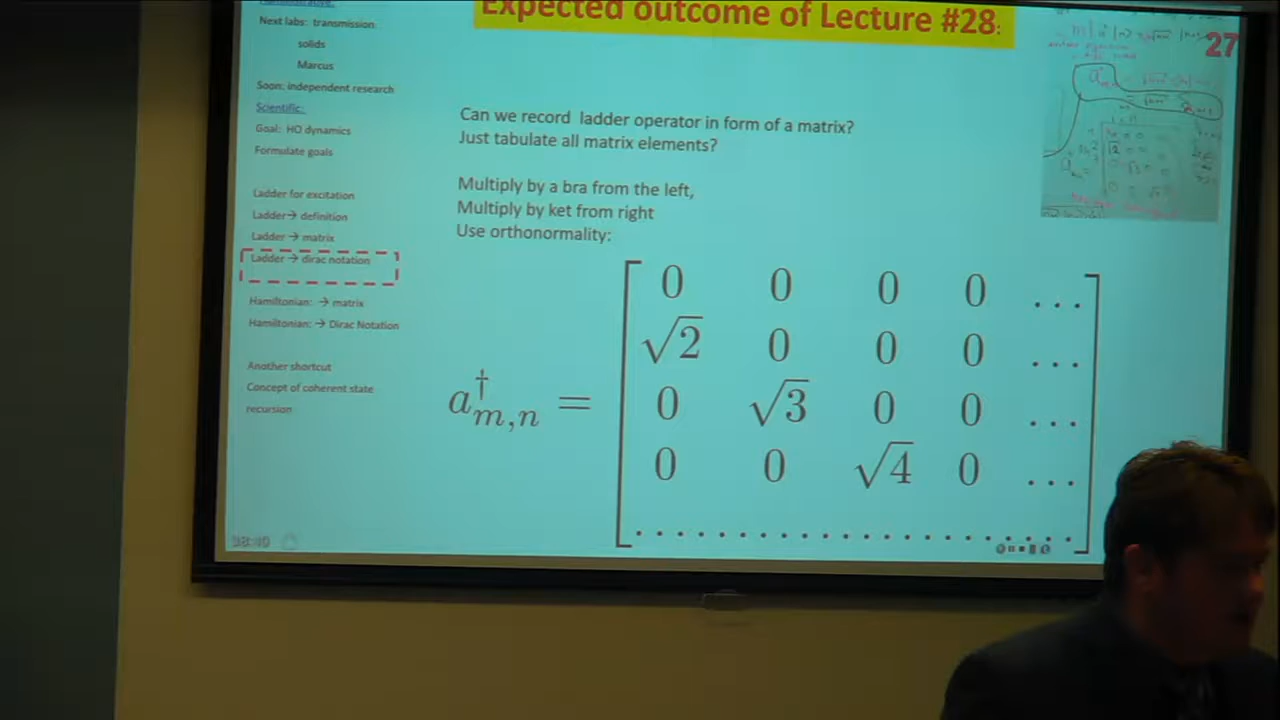 Expected outcome of Lecture #28:
27
Next labs: transmission
solids
Marcus
Soon: independent research
Scientific:
Goal: HO dynamics
Formulate goals
Ladder for excitation
Ladder→ definition
Ladder → matrix
Ladder → dirac notation
Hamiltonian: → matrix
Hamiltonian: → Dirac Notation
Another shortcut
Concept of coherent state
recursion
Can we record ladder operator in form of a matrix?
Just tabulate all matrix elements?
Multiply by a bra from the left,
Multiply by ket from right
Use orthonormality:
a†m,n =
0 0 0 0 ...
√2 0 0 0 ...
0 √3 0 0 ...
0 0 √4 0 ...
..................